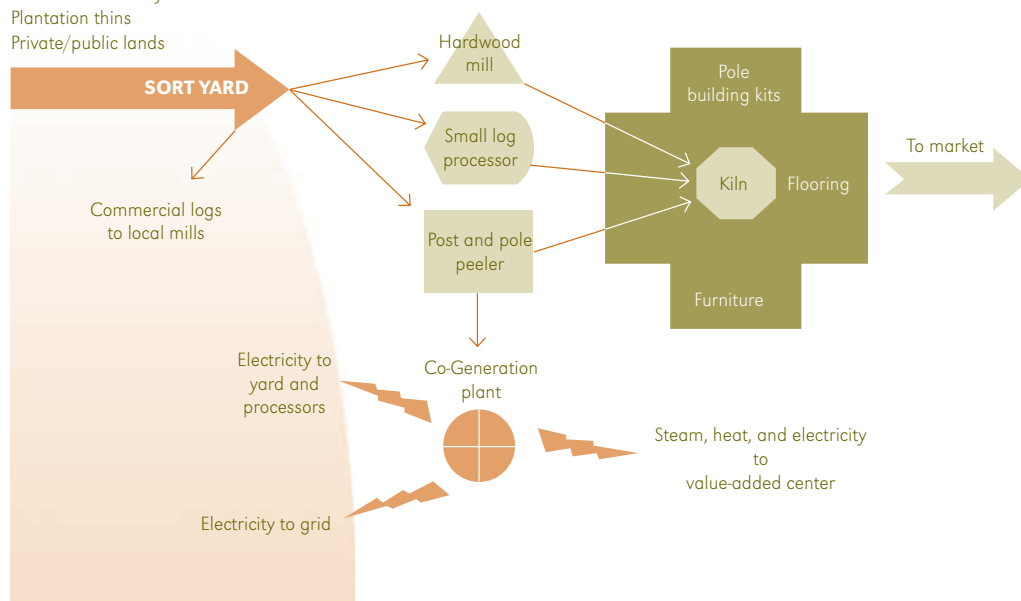 Plantation thins
Private/public lands
SORT YARD
Hardwood
mill
Small log
processor
Post and pole
peeler
Commercial logs
to local mills
Pole
building kits
Kiln
Flooring
Furniture
To market
Co-Generation
plant
Electricity to
yard and
processors
Electricity to grid
Steam, heat, and electricity
to
value-added center